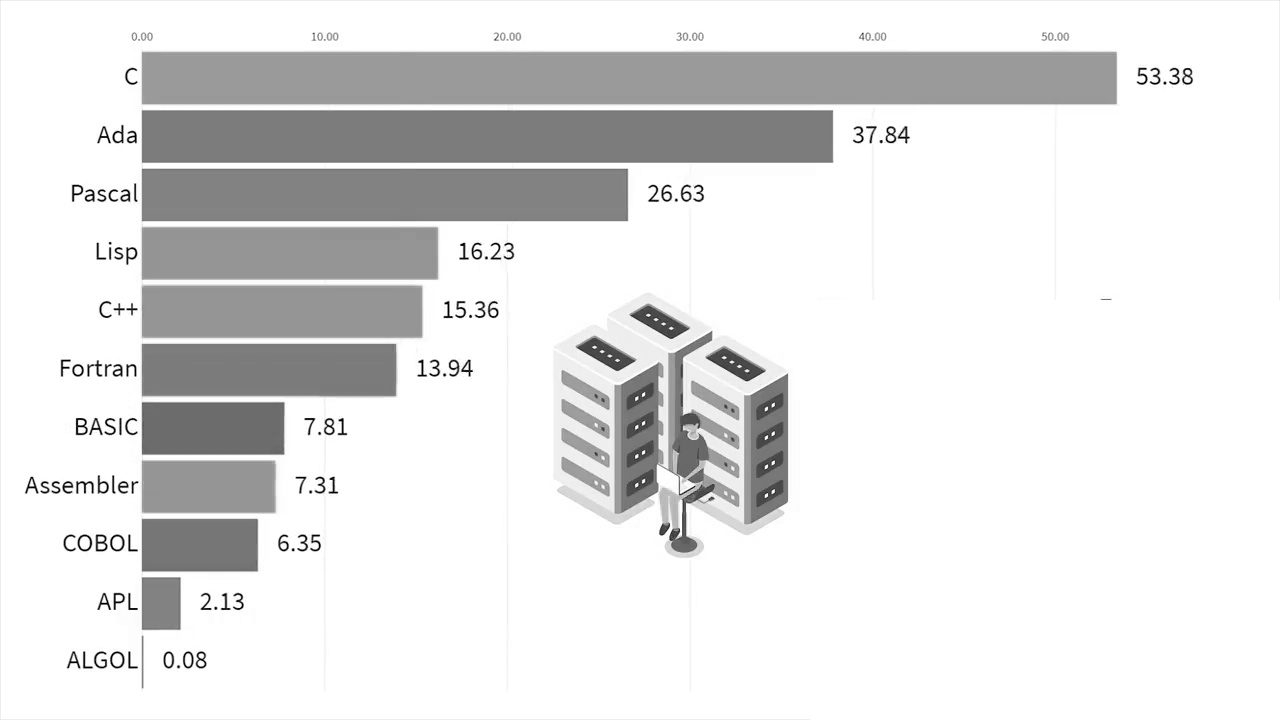 0.00 10.00 20.00 30.00 40.00 50.00
C 53.38
Ada 37.84
Pascal 26.63
Lisp 16.23
C++ 15.36
Fortran 13.94
BASIC 7.81
Assembler 7.31
COBOL 6.35
APL 2.13
ALGOL 0.08